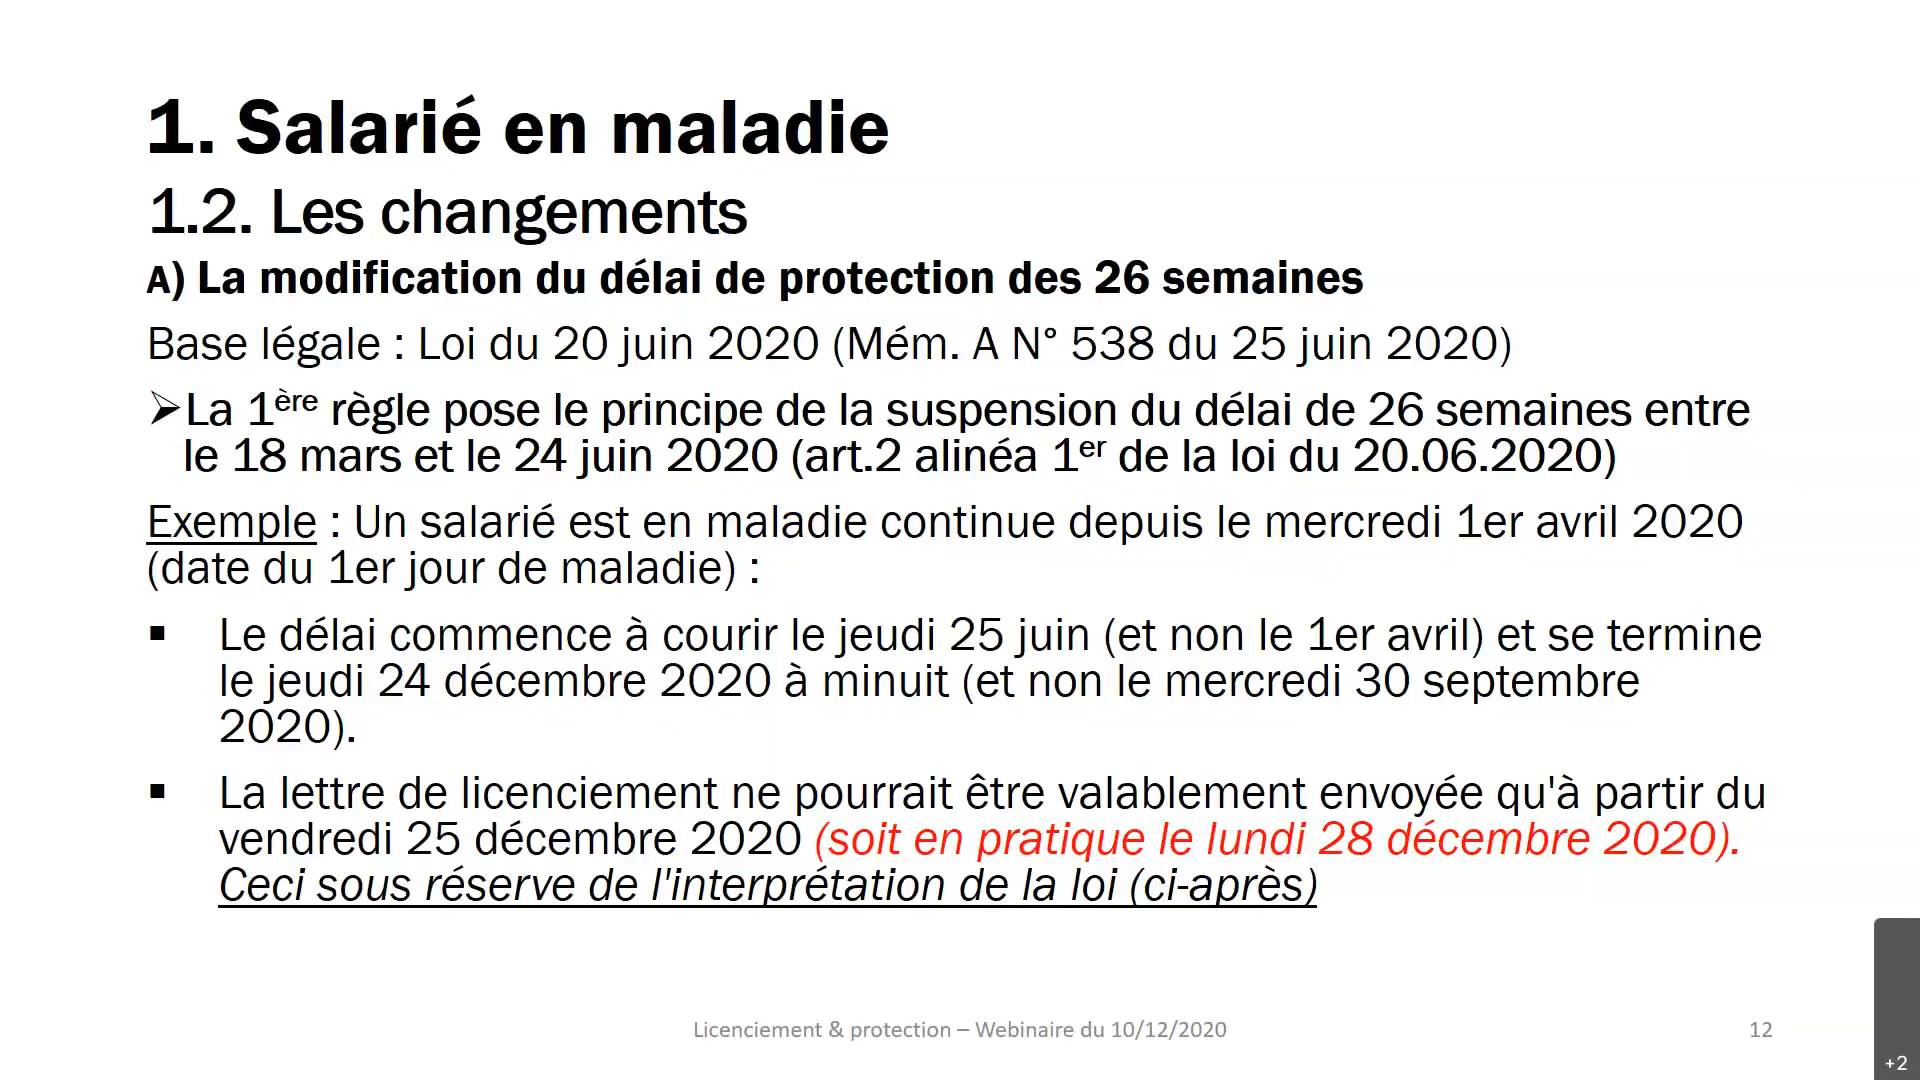 1. Salarié en maladie
1.2. Les changements
A) La modification du délai de protection des 26 semaines
Base légale : Loi du 20 juin 2020 (Mém. A N° 538 du 25 juin 2020)
➢La 1ère règle pose le principe de la suspension du délai de 26 semaines entre
le 18 mars et le 24 juin 2020 (art.2 alinéa 1er de la loi du 20.06.2020)
Exemple : Un salarié est en maladie continue depuis le mercredi 1er avril 2020
(date du 1er jour de maladie) :
▪ Le délai commence à courir le jeudi 25 juin (et non le 1er avril) et se termine
le jeudi 24 décembre 2020 à minuit (et non le mercredi 30 septembre
2020).
▪ La lettre de licenciement ne pourrait être valablement envoyée qu'à partir du
vendredi 25 décembre 2020 (soit en pratique le lundi 28 décembre 2020).
Ceci sous réserve de l'interprétation de la loi (ci-après)
Licenciement & protection – Webinaire du 10/12/2020
12
+2